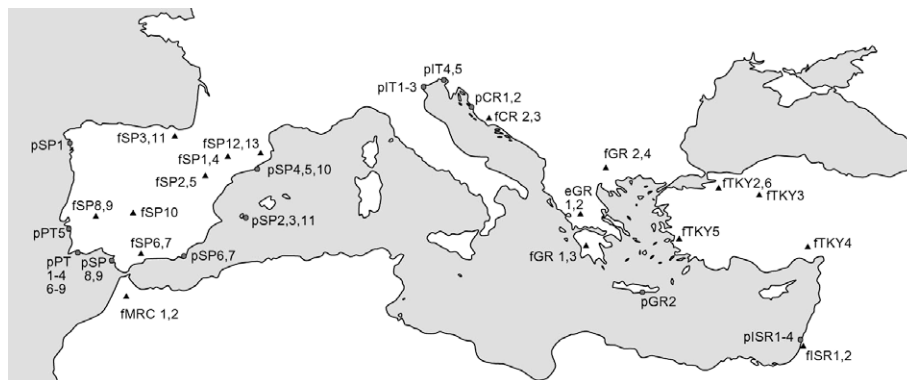 pIT4,5
pIT1-3
pCR1,2
fCR 2,3
fSP3,11
fSP12,13
pSP1
fSP1,4
fSP2,5
pSP4,5,10
fGR 2,4
fTKY2,6
fTKY3
fSP8,9
fSP10
pSP2,3,11
eGR
1,2
pPT5
fSP6,7
pSP6,7
fTKY5
fTKY4
fGR 1,3
pPT
1-4
6-9
pSP
8,9
fMRC 1,2
pGR2
pISR1-4
fISR1,2